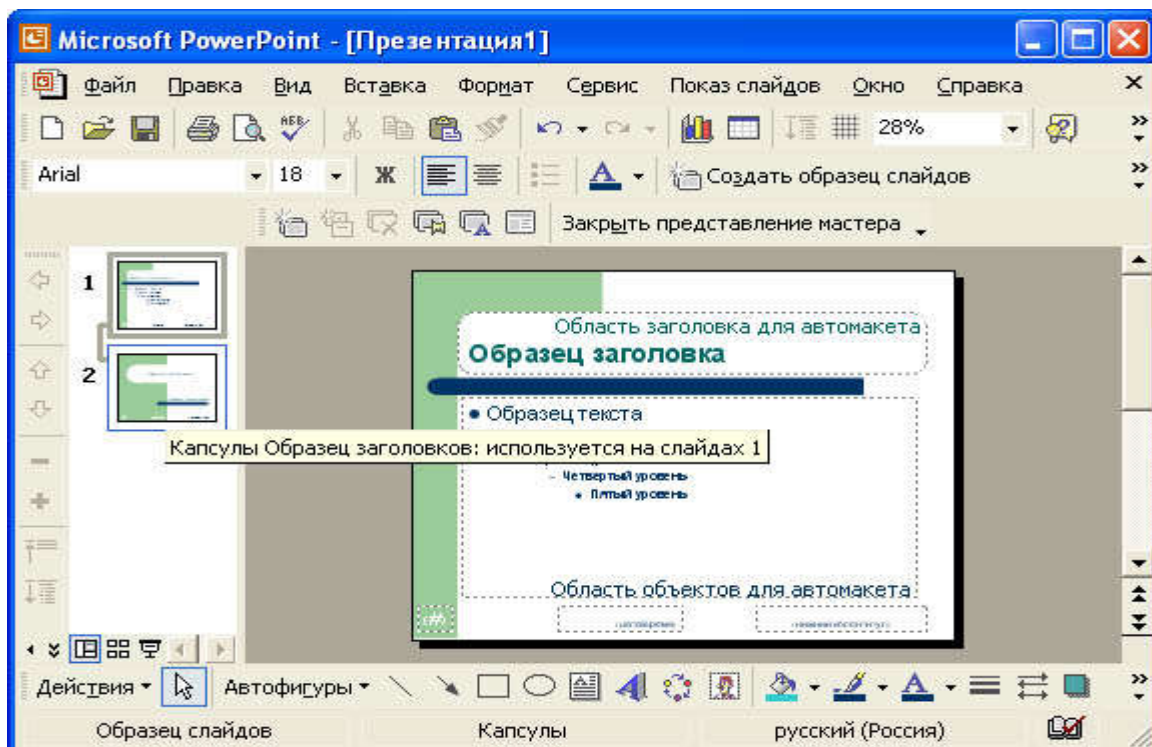 Microsoft PowerPoint - [Презентация1]
Файл Правка Вид Вставка Формат Сервис Показ слайдов Окно Справка
28%
Arial 18 Ж Создать образец слайдов
Закрыть представление мастера
1
2
Область заголовка для автомакета
Образец заголовка
• Образец текста
Капсулы Образец заголовков: используется на слайдах 1
– Четвертый уровень
• Пятый уровень
Область объектов для автомакета
Действия Автофигуры
Образец слайдов Капсулы русский (Россия)